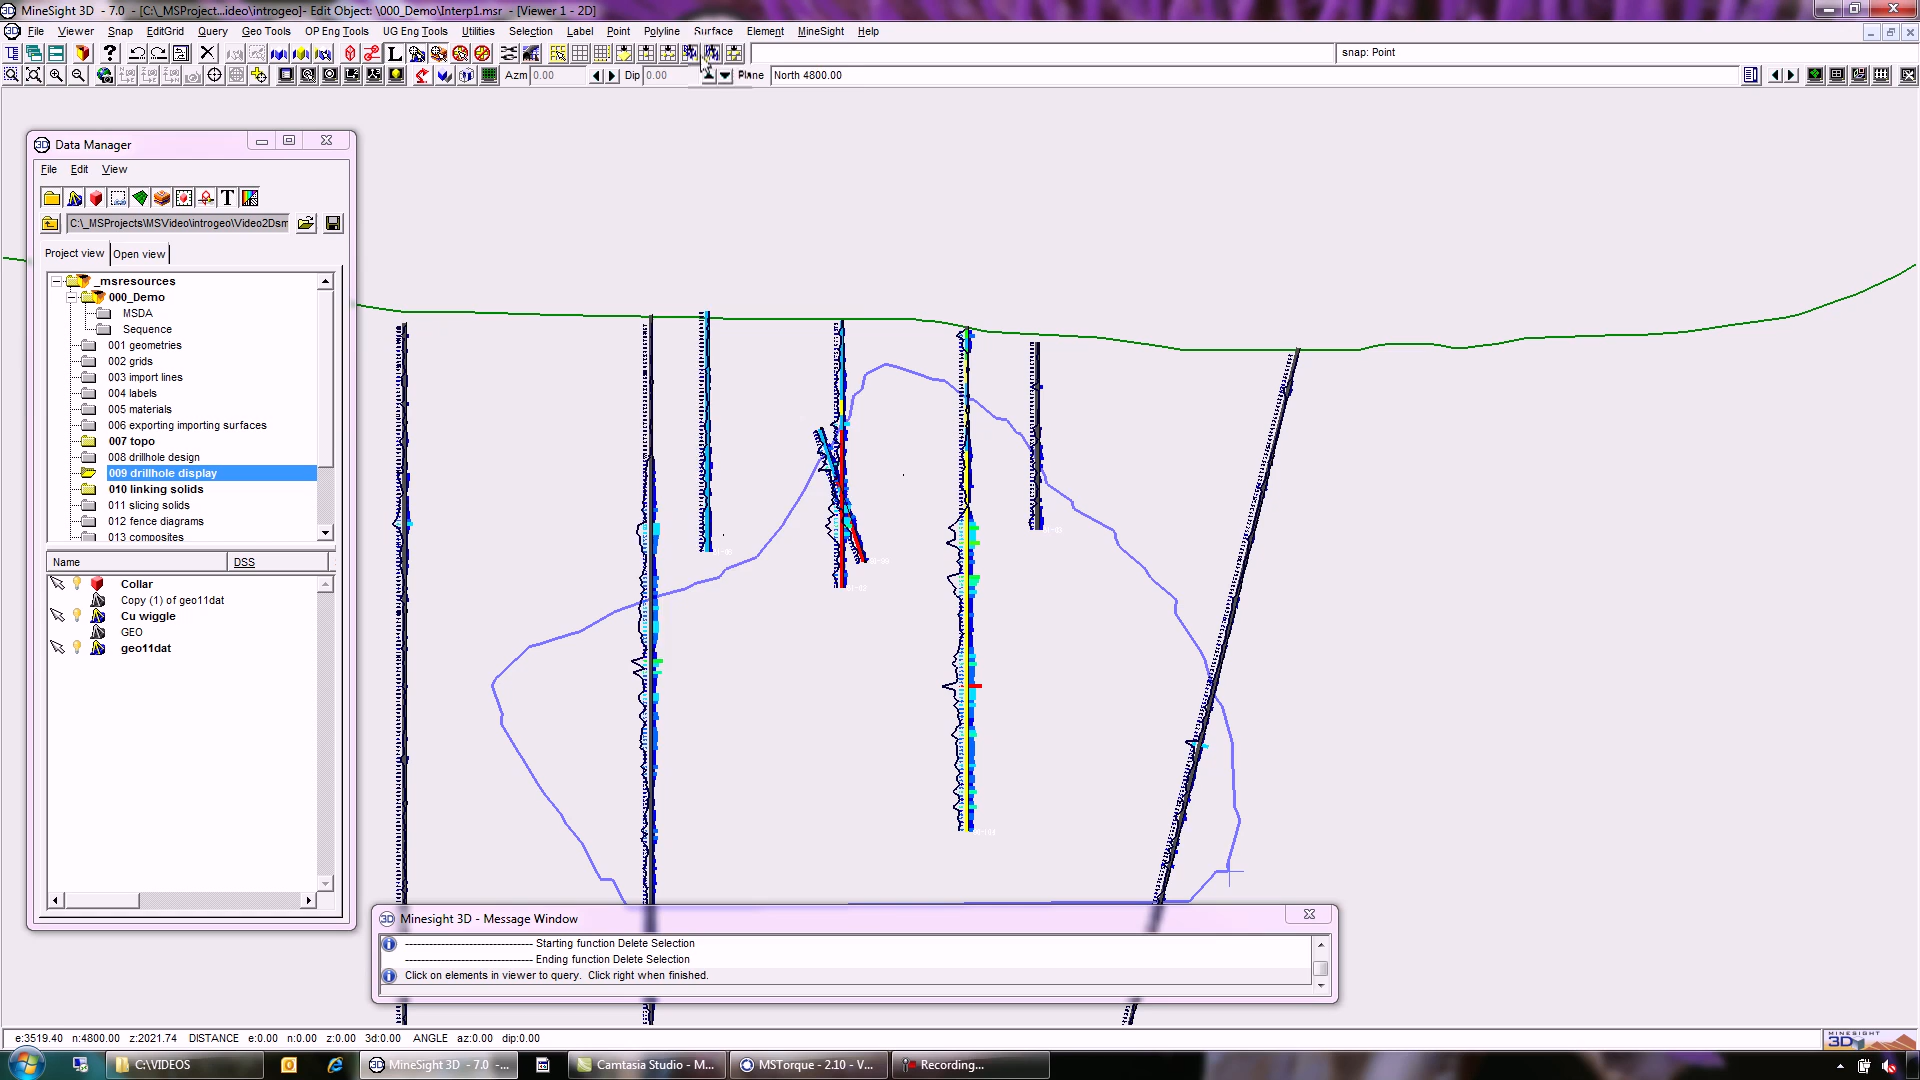 MineSight 3D - 7.0 - [C:\_MSProject...ideo\introgeo]- Edit Object: \000_Demo\Interp1.msr - [Viewer 1 - 2D]
File Viewer Snap EditGrid Query Geo Tools OP Eng Tools UG Eng Tools Utilities Selection Label Point Polyline Surface Element MineSight Help
snap: Point
Azm 0.00 Dip 0.00 Plane North 4800.00
Data Manager
File Edit View
C:\_MSProjects\MSVideo\introgeo\Video2Dsm
Project view Open view
_msresources
000_Demo
MSDA
Sequence
001 geometries
002 grids
003 import lines
004 labels
005 materials
006 exporting importing surfaces
007 topo
008 drillhole design
009 drillhole display
010 linking solids
011 slicing solids
012 fence diagrams
013 composites
Name DSS
Collar
Copy (1) of geo11dat
Cu wiggle
GEO
geo11dat
Minesight 3D - Message Window
-------------------------------- Starting function Delete Selection
-------------------------------- Ending function Delete Selection
Click on elements in viewer to query. Click right when finished.
e:3519.40 n:4800.00 z:2021.74 DISTANCE e:0.00 n:0.00 z:0.00 3d:0.00 ANGLE az:0.00 dip:0.00
MINESIGHT
3D
C:\VIDEOS
MineSight 3D - 7.0 -...
Camtasia Studio - M...
MSTorque - 2.10 - V...
Recording...